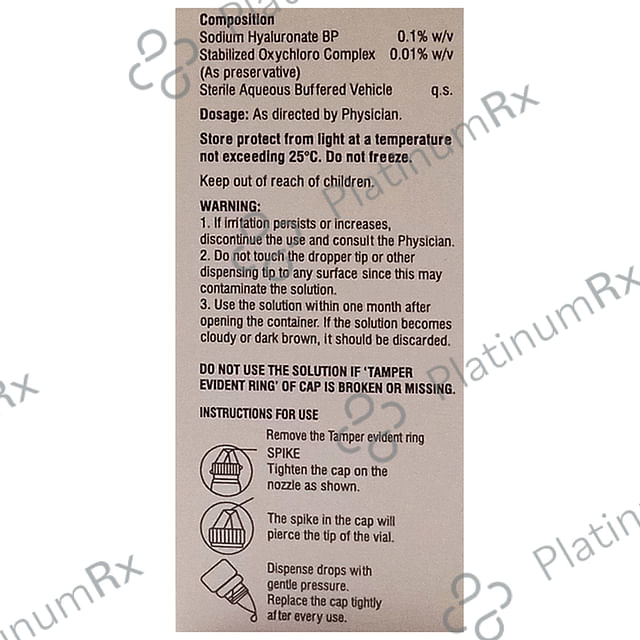 Composition
Sodium Hyaluronate BP 0.1% w/v
Stabilized Oxychloro Complex 0.01% w/v
(As preservative)
Sterile Aqueous Buffered Vehicle q.s.
Dosage: As directed by Physician.
Store protect from light at a temperature
not exceeding 25°C. Do not freeze.
Keep out of reach of children.
WARNING:
1. If irritation persists or increases,
discontinue the use and consult the Physician.
2. Do not touch the dropper tip or other
dispensing tip to any surface since this may
contaminate the solution.
3. Use the solution within one month after
opening the container. If the solution becomes
cloudy or dark brown, it should be discarded.
DO NOT USE THE SOLUTION IF 'TAMPER
EVIDENT RING' OF CAP IS BROKEN OR MISSING.
INSTRUCTIONS FOR USE
Remove the Tamper evident ring
SPIKE
Tighten the cap on the
nozzle as shown.
The spike in the cap will
pierce the tip of the vial.
Dispense drops with
gentle pressure.
Replace the cap tightly
after every use.
PlatinumRx
PlatinumRx